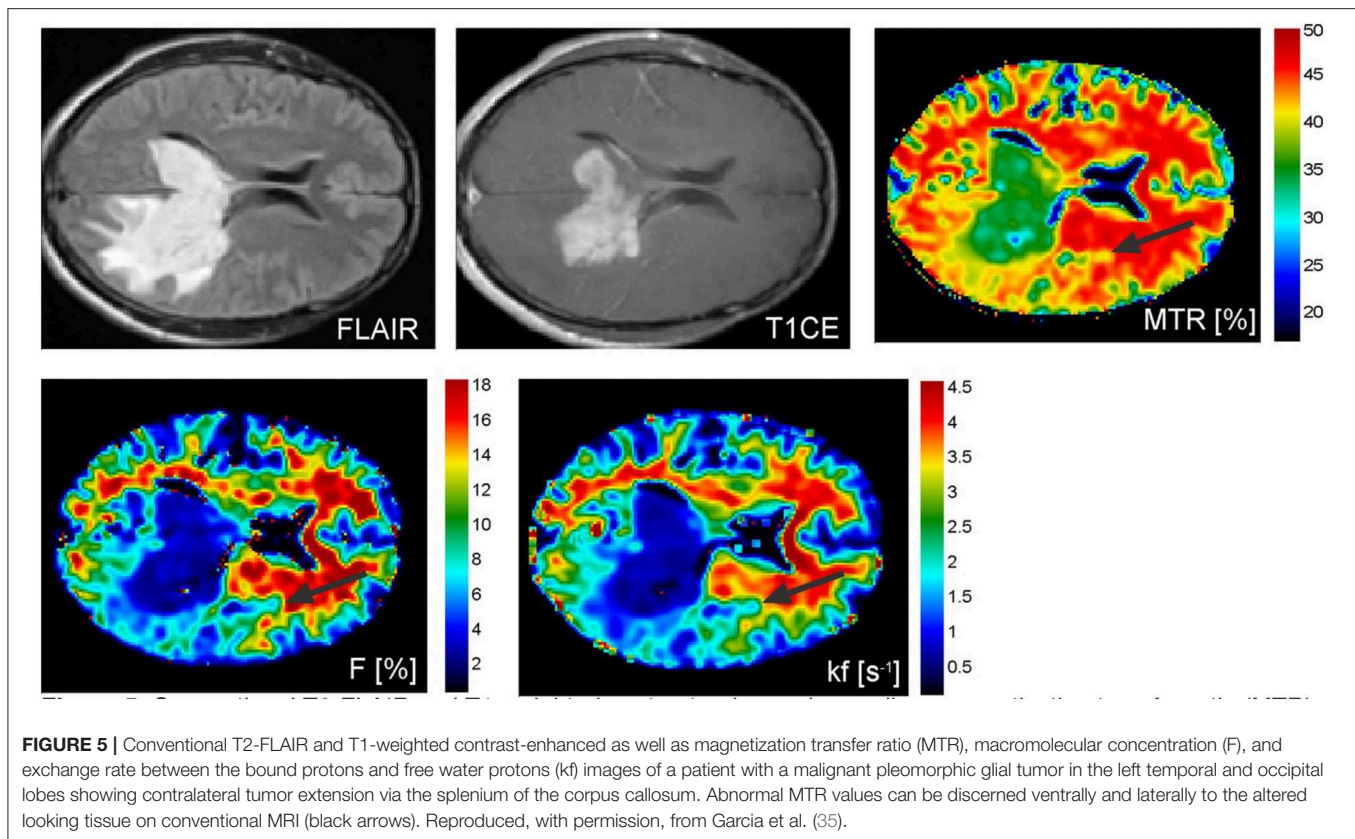 FLAIR
T1CE
MTR [%]
50
45
40
35
30
25
20
F [%]
18
16
14
12
10
8
6
4
2
kf [s⁻¹]
4.5
4
3.5
3
2.5
2
1.5
1
0.5
FIGURE 5 | Conventional T2-FLAIR and T1-weighted contrast-enhanced as well as magnetization transfer ratio (MTR), macromolecular concentration (F), and
exchange rate between the bound protons and free water protons (kf) images of a patient with a malignant pleomorphic glial tumor in the left temporal and occipital
lobes showing contralateral tumor extension via the splenium of the corpus callosum. Abnormal MTR values can be discerned ventrally and laterally to the altered
looking tissue on conventional MRI (black arrows). Reproduced, with permission, from Garcia et al. (35).